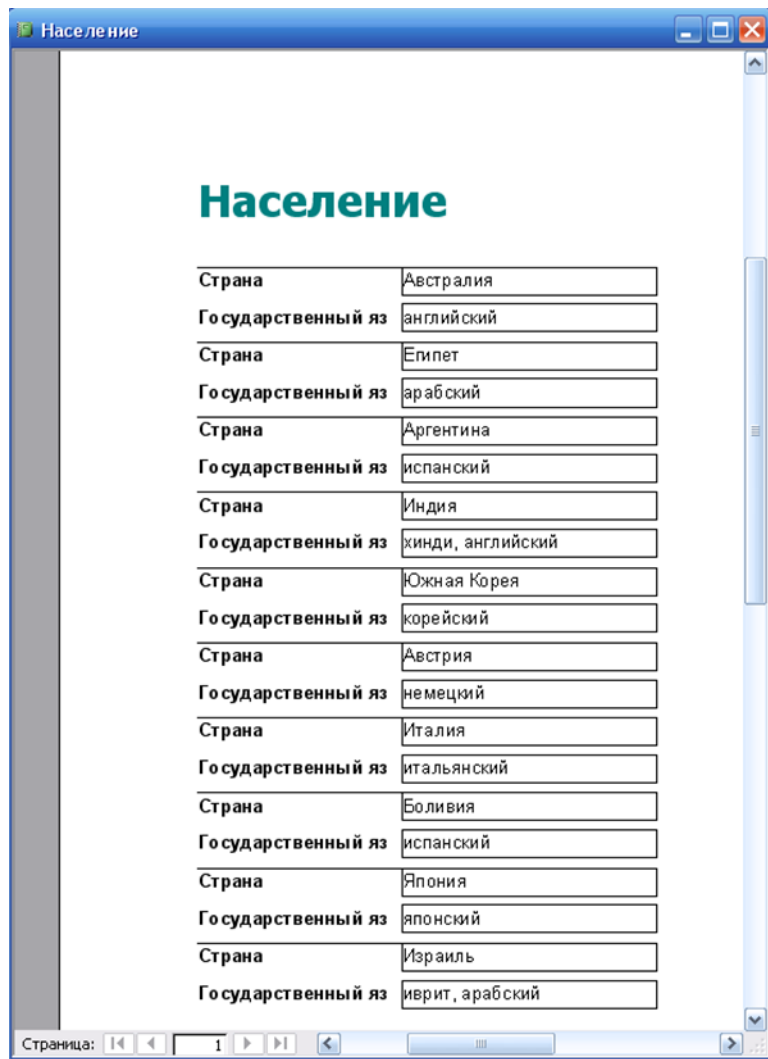 Население
Население
Страна Австралия
Государственный яз английский
Страна Египет
Государственный яз арабский
Страна Аргентина
Государственный яз испанский
Страна Индия
Государственный яз хинди, английский
Страна Южная Корея
Государственный яз корейский
Страна Австрия
Государственный яз немецкий
Страна Италия
Государственный яз итальянский
Страна Боливия
Государственный яз испанский
Страна Япония
Государственный яз японский
Страна Израиль
Государственный яз иврит, арабский
Страница: 1